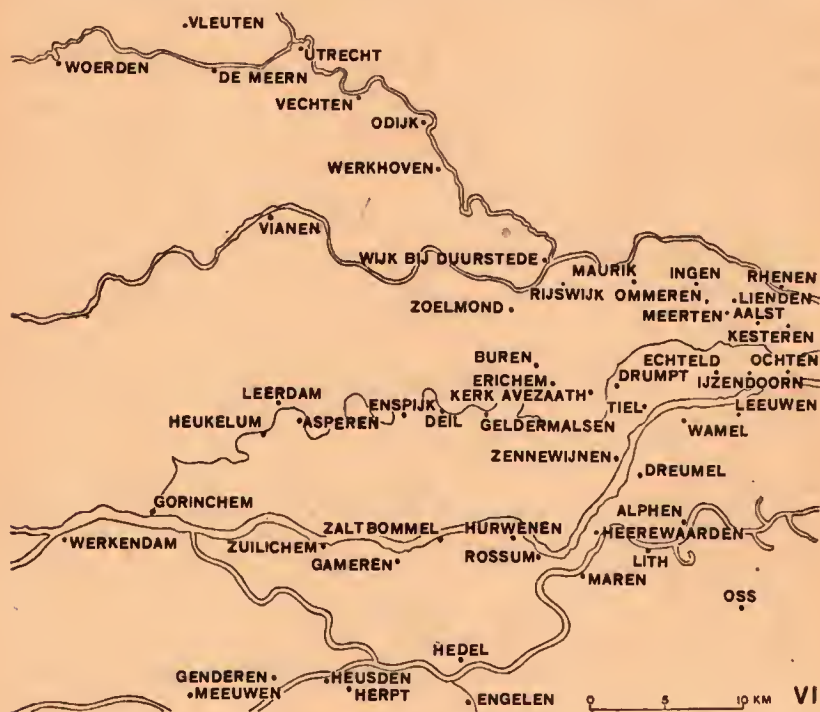 VLEUTEN
UTRECHT
WOERDEN
DE MEERN
VECHTEN
ODIJK
WERKHOVEN
VIANEN
WIJK BIJ DUURSTEDE
MAURIK
INGEN
RHENEN
RIJSWIJK
OMMEREN
LIENDEN
ZOELMOND
MEERTEN
AALST
KESTEREN
BUREN
ECHTELD
OCHTEN
ERICHEM
DRUMPT
IJZENDOORN
LEERDAM
KERK AVEZAATH
ENSPIJK
TIEL
LEEUWEN
HEUKELUM
ASPEREN
DEIL
GELDERMALSEN
WAMEL
ZENNEWIJNEN
DREUMEL
GORINCHEM
ALPHEN
ZALTBOMMEL
HURWENEN
HEEREWAARDEN
WERKENDAM
ZUILICHEM
GAMEREN
ROSSUM
LITH
MAREN
OSS
HEDEL
GENDEREN
HEUSDEN
MEEUWEN
HERPT
ENGELEN
0 5 10 KM
VI